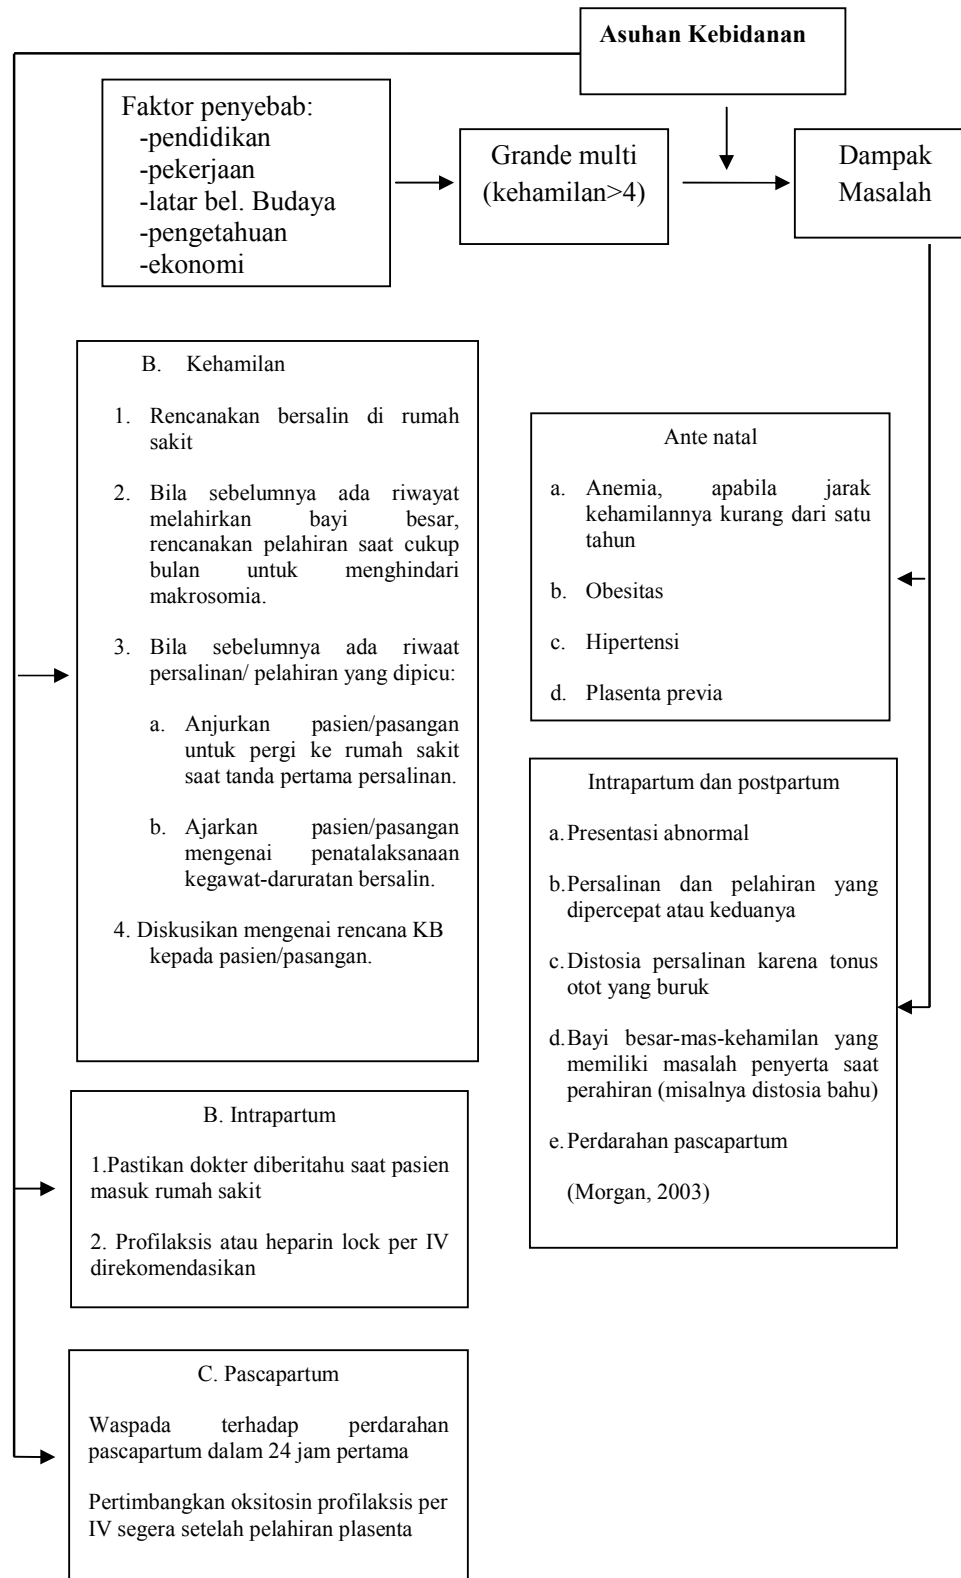 Asuhan Kebidanan
Faktor penyebab:
-pendidikan
-pekerjaan
-latar bel. Budaya
-pengetahuan
-ekonomi
Grande multi
(kehamilan>4)
Dampak
Masalah
B. Kehamilan
1. Rencanakan bersalin di rumah
sakit
2. Bila sebelumnya ada riwayat
melahirkan bayi besar,
rencanakan pelahiran saat cukup
bulan untuk menghindari
makrosomia.
3. Bila sebelumnya ada riwaat
persalinan/ pelahiran yang dipicu:
a. Anjurkan pasien/pasangan
untuk pergi ke rumah sakit
saat tanda pertama persalinan.
b. Ajarkan pasien/pasangan
mengenai penatalaksanaan
kegawat-daruratan bersalin.
4. Diskusikan mengenai rencana KB
kepada pasien/pasangan.
Ante natal
a. Anemia, apabila jarak
kehamilannya kurang dari satu
tahun
b. Obesitas
c. Hipertensi
d. Plasenta previa
Intrapartum dan postpartum
a. Presentasi abnormal
b. Persalinan dan pelahiran yang
dipercepat atau keduanya
c. Distosia persalinan karena tonus
otot yang buruk
d. Bayi besar-mas-kehamilan yang
memiliki masalah penyerta saat
perahiran (misalnya distosia bahu)
e. Perdarahan pascapartum
(Morgan, 2003)
B. Intrapartum
1.Pastikan dokter diberitahu saat pasien
masuk rumah sakit
2. Profilaksis atau heparin lock per IV
direkomendasikan
C. Pascapartum
Waspada terhadap perdarahan
pascapartum dalam 24 jam pertama
Pertimbangkan oksitosin profilaksis per
IV segera setelah pelahiran plasenta